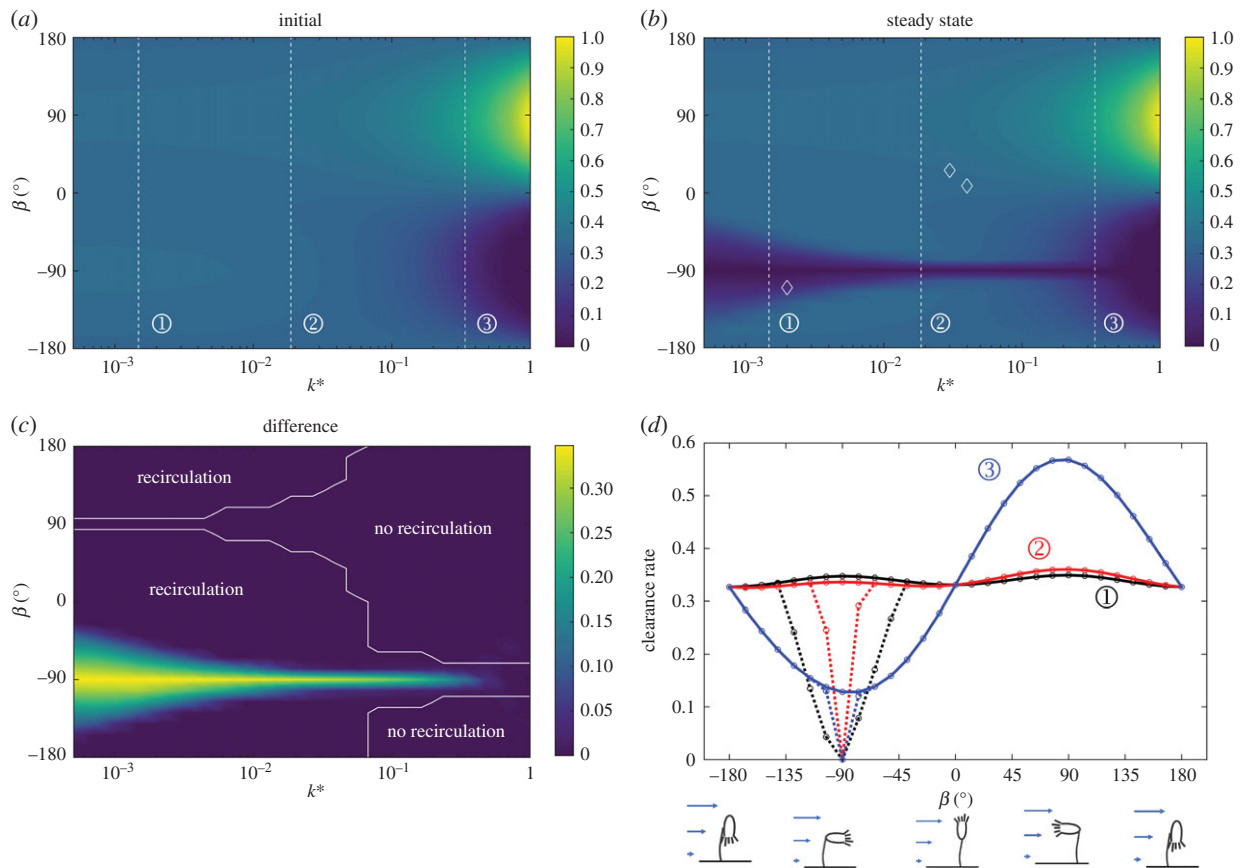 (a) initial
180
90
0
−90
−180
β (°)
10⁻³ 10⁻² 10⁻¹ 1
k*
① ② ③
1.0
0.9
0.8
0.7
0.6
0.5
0.4
0.3
0.2
0.1
0
(b) steady state
180
90
0
−90
−180
β (°)
10⁻³ 10⁻² 10⁻¹ 1
k*
① ② ③
1.0
0.9
0.8
0.7
0.6
0.5
0.4
0.3
0.2
0.1
0
(c) difference
180
90
0
−90
−180
β (°)
recirculation
no recirculation
recirculation
no recirculation
10⁻³ 10⁻² 10⁻¹ 1
k*
0.30
0.25
0.20
0.15
0.10
0.05
0
(d)
0.6
0.5
0.4
0.3
0.2
0.1
0
clearance rate
③
②
①
−180 −135 −90 −45 0 45 90 135 180
β (°)